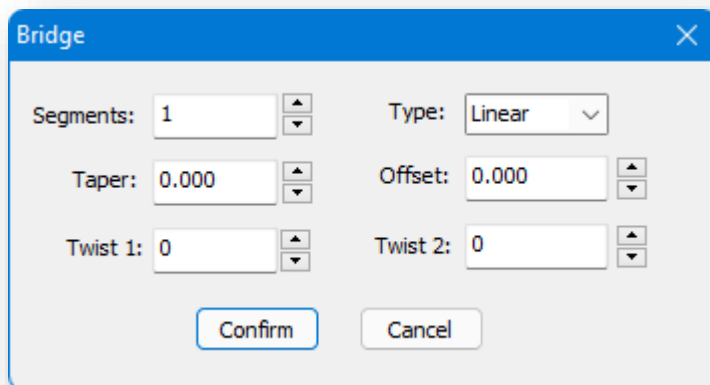 Bridge
Segments: 1 Type: Linear
Taper: 0.000 Offset: 0.000
Twist 1: 0 Twist 2: 0
Confirm Cancel